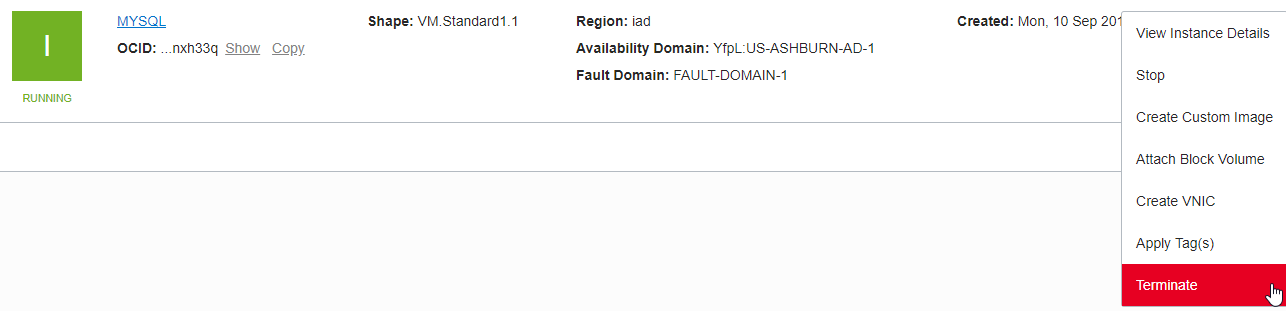 I
RUNNING
MYSQL
OCID: ...nxh33q Show Copy
Shape: VM.Standard1.1
Region: iad
Availability Domain: YfpL:US-ASHBURN-AD-1
Fault Domain: FAULT-DOMAIN-1
Created: Mon, 10 Sep 201
View Instance Details
Stop
Create Custom Image
Attach Block Volume
Create VNIC
Apply Tag(s)
Terminate